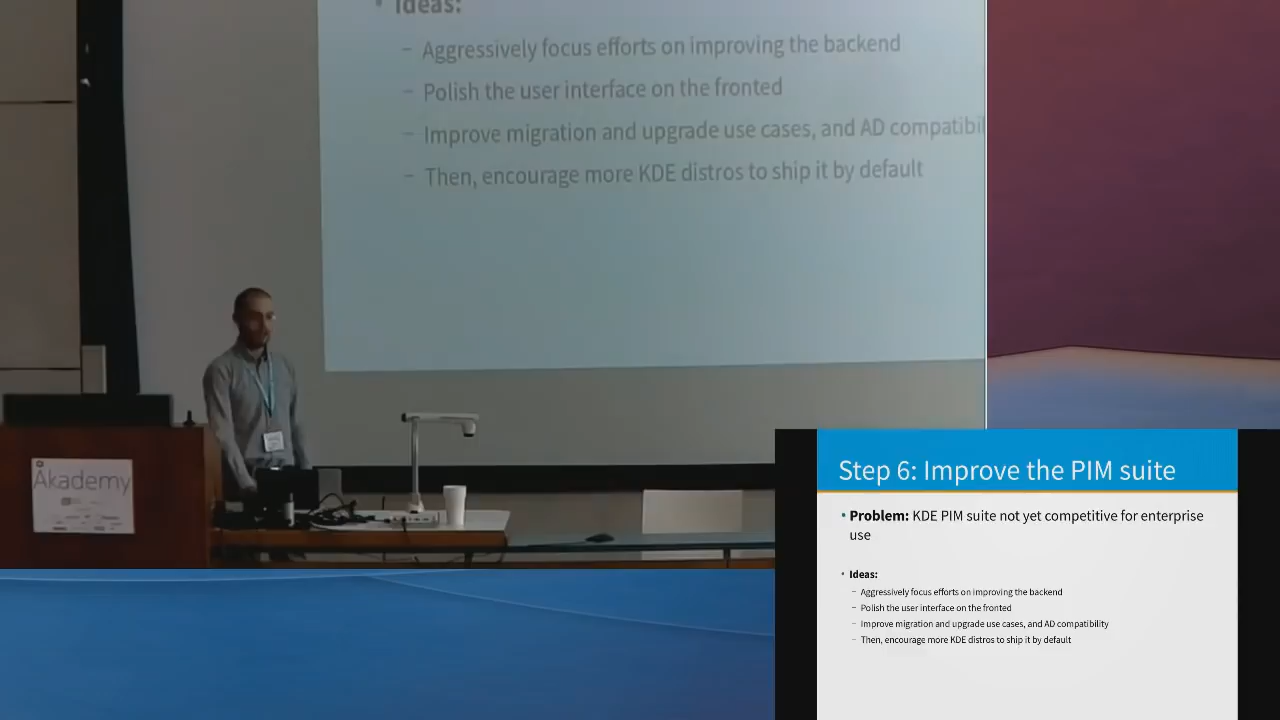 Ideas:
– Aggressively focus efforts on improving the backend
– Polish the user interface on the fronted
– Improve migration and upgrade use cases, and AD compatibil
– Then, encourage more KDE distros to ship it by default
Akademy
Step 6: Improve the PIM suite
• Problem: KDE PIM suite not yet competitive for enterprise
use
• Ideas:
– Aggressively focus efforts on improving the backend
– Polish the user interface on the fronted
– Improve migration and upgrade use cases, and AD compatibility
– Then, encourage more KDE distros to ship it by default